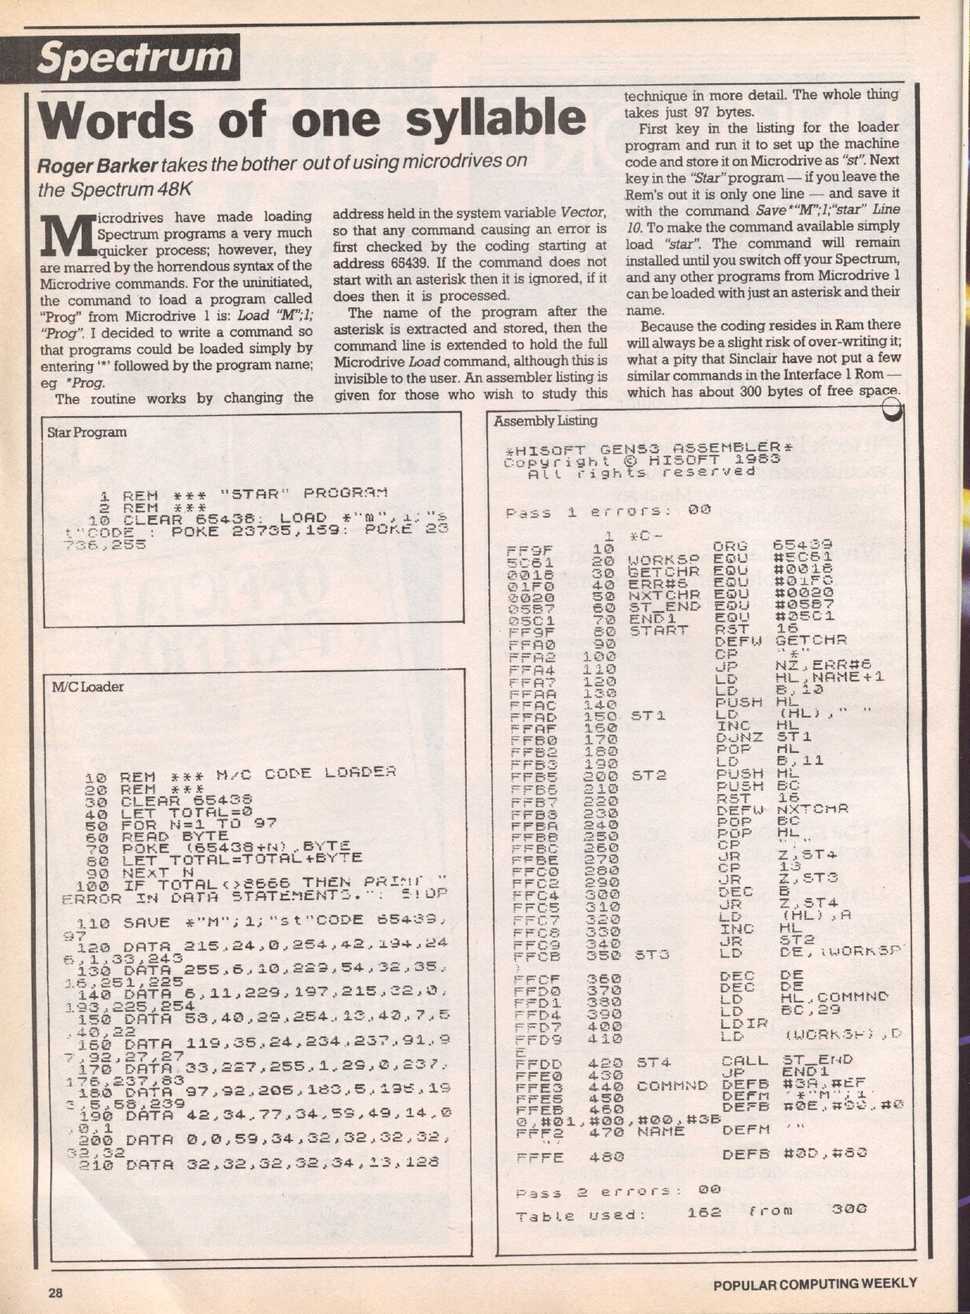 Spectrum
Words of one syllable
Roger Barker takes the bother out of using microdrives on
the Spectrum 48K
Microdrives have made loading
Spectrum programs a very much
quicker process; however, they
are marred by the horrendous syntax of the
Microdrive commands. For the uninitiated,
the command to load a program called
"Prog" from Microdrive 1 is: Load "M";1;
"Prog". I decided to write a command so
that programs could be loaded simply by
entering '*' followed by the program name;
eg *Prog.
The routine works by changing the
address held in the system variable Vector,
so that any command causing an error is
first checked by the coding starting at
address 65439. If the command does not
start with an asterisk then it is ignored, if it
does then it is processed.
The name of the program after the
asterisk is extracted and stored, then the
command line is extended to hold the full
Microdrive Load command, although this is
invisible to the user. An assembler listing is
given for those who wish to study this
technique in more detail. The whole thing
takes just 97 bytes.
First key in the listing for the loader
program and run it to set up the machine
code and store it on Microdrive as "st". Next
key in the "Star" program — if you leave the
Rem's out it is only one line — and save it
with the command Save*"M";1;"star" Line
10. To make the command available simply
load "star". The command will remain
installed until you switch off your Spectrum,
and any other programs from Microdrive 1
can be loaded with just an asterisk and their
name.
Because the coding resides in Ram there
will always be a slight risk of over-writing it;
what a pity that Sinclair have not put a few
similar commands in the Interface 1 Rom —
which has about 300 bytes of free space.
Star Program
1 REM *** "STAR" PROGRAM
2 REM ***
10 CLEAR 65438: LOAD *"m";1;"s
t"CODE : POKE 23735,159: POKE 23
736,255
M/C Loader
10 REM *** M/C CODE LOADER
20 REM ***
30 CLEAR 65438
40 LET TOTAL=0
50 FOR N=1 TO 97
60 READ BYTE
70 POKE (65438+N),BYTE
80 LET TOTAL=TOTAL+BYTE
90 NEXT N
100 IF TOTAL<>8666 THEN PRINT "
ERROR IN DATA STATEMENTS.": STOP
110 SAVE *"M";1;"st"CODE 65439,
97
120 DATA 215,24,0,254,42,194,24
6,1,33,243
130 DATA 255,6,10,229,54,32,35,
16,251,225
140 DATA 6,11,229,197,215,32,0,
193,225,254
150 DATA 58,40,29,254,13,40,7,5
,40,22
160 DATA 119,35,24,234,237,91,9
7,92,27,27
170 DATA 33,227,255,1,29,0,237,
176,237,83
180 DATA 97,92,205,183,5,195,19
3,5,58,239
190 DATA 42,34,77,34,59,49,14,0
,0,1
200 DATA 0,0,59,34,32,32,32,32,
32,32
210 DATA 32,32,32,32,34,13,128
Assembly Listing
*HISOFT GENS3 ASSEMBLER*
Copyright © HISOFT 1983
All rights reserved
Pass 1 errors: 00
1 *C-
FF9F 10 ORG 65439
5C61 20 WORKSP EQU #5C61
0018 30 GETCHR EQU #0018
01F0 40 ERR#6 EQU #01F0
0020 50 NXTCHR EQU #0020
05B7 60 ST_END EQU #05B7
05C1 70 END1 EQU #05C1
FF9F 80 START RST 16
FFA0 90 DEFW GETCHR
FFA2 100 CP "*"
FFA4 110 JP NZ,ERR#6
FFA7 120 LD HL,NAME+1
FFAA 130 LD B,10
FFAC 140 PUSH HL
FFAD 150 ST1 LD (HL)," "
FFAF 160 INC HL
FFB0 170 DJNZ ST1
FFB2 180 POP HL
FFB3 190 LD B,11
FFB5 200 ST2 PUSH HL
FFB6 210 PUSH BC
FFB7 220 RST 16
FFB8 230 DEFW NXTCHR
FFBA 240 POP BC
FFBB 250 POP HL
FFBC 260 CP ":"
FFBE 270 JR Z,ST4
FFC0 280 CP 13
FFC2 290 JR Z,ST3
FFC4 300 DEC B
FFC5 310 JR Z,ST4
FFC7 320 LD (HL),A
FFC8 330 INC HL
FFC9 340 JR ST2
FFCB 350 ST3 LD DE,(WORKSP
)
FFCF 360 DEC DE
FFD0 370 DEC DE
FFD1 380 LD HL,COMMND
FFD4 390 LD BC,29
FFD7 400 LDIR
FFD9 410 LD (WORKSP),D
E
FFDD 420 ST4 CALL ST_END
FFE0 430 JP END1
FFE3 440 COMMND DEFB #3A,#EF
FFE5 450 DEFM '*"M";1'
FFEB 460 DEFB #0E,#00,#0
0,#01,#00,#00,#3B
FFF2 470 NAME DEFM '"
"'
FFFE 480 DEFB #0D,#80
Pass 2 errors: 00
Table used: 162 from 300
28
POPULAR COMPUTING WEEKLY